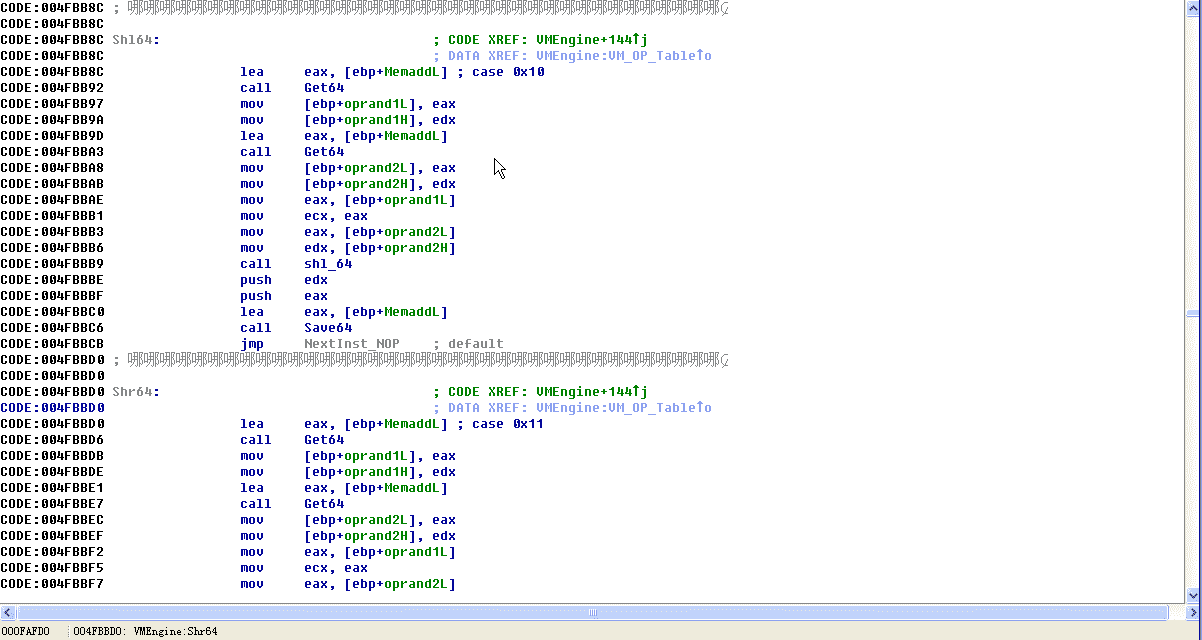 CODE:004FBB8C ;
CODE:004FBB8C
CODE:004FBB8C Shl64: ; CODE XREF: VMEngine+144↑j
CODE:004FBB8C ; DATA XREF: VMEngine:VM_OP_Table↑o
CODE:004FBB8C lea eax, [ebp+MemaddL] ; case 0x10
CODE:004FBB92 call Get64
CODE:004FBB97 mov [ebp+oprand1L], eax
CODE:004FBB9A mov [ebp+oprand1H], edx
CODE:004FBB9D lea eax, [ebp+MemaddL]
CODE:004FBBA3 call Get64
CODE:004FBBA8 mov [ebp+oprand2L], eax
CODE:004FBBAB mov [ebp+oprand2H], edx
CODE:004FBBAE mov eax, [ebp+oprand1L]
CODE:004FBBB1 mov ecx, eax
CODE:004FBBB3 mov eax, [ebp+oprand2L]
CODE:004FBBB6 mov edx, [ebp+oprand2H]
CODE:004FBBB9 call shl_64
CODE:004FBBBE push edx
CODE:004FBBBF push eax
CODE:004FBBC0 lea eax, [ebp+MemaddL]
CODE:004FBBC6 call Save64
CODE:004FBBCB jmp NextInst_NOP ; default
CODE:004FBBD0 ;
CODE:004FBBD0
CODE:004FBBD0 Shr64: ; CODE XREF: VMEngine+144↑j
CODE:004FBBD0 ; DATA XREF: VMEngine:VM_OP_Table↑o
CODE:004FBBD0 lea eax, [ebp+MemaddL] ; case 0x11
CODE:004FBBD6 call Get64
CODE:004FBBDB mov [ebp+oprand1L], eax
CODE:004FBBDE mov [ebp+oprand1H], edx
CODE:004FBBE1 lea eax, [ebp+MemaddL]
CODE:004FBBE7 call Get64
CODE:004FBBEC mov [ebp+oprand2L], eax
CODE:004FBBEF mov [ebp+oprand2H], edx
CODE:004FBBF2 mov eax, [ebp+oprand1L]
CODE:004FBBF5 mov ecx, eax
CODE:004FBBF7 mov eax, [ebp+oprand2L]
000FAFD0 004FBBD0: VMEngine:Shr64